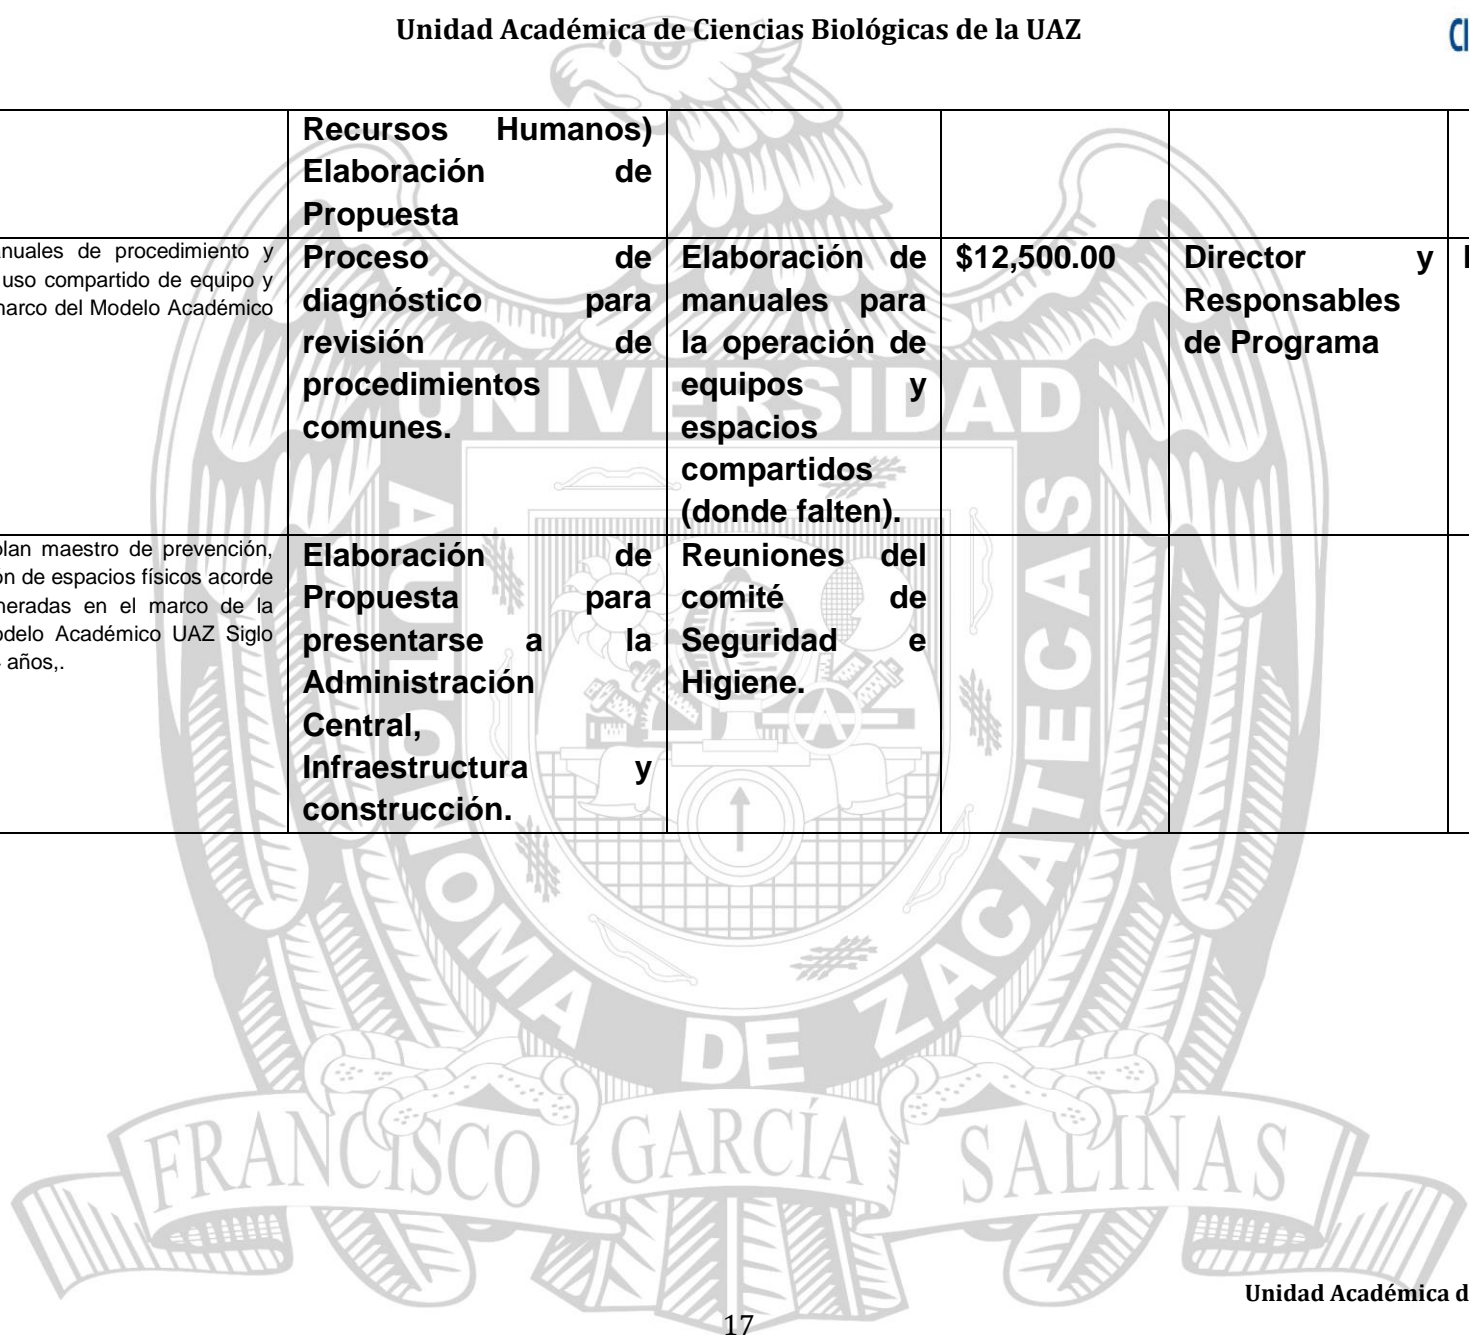 Unidad Académica de Ciencias Biológicas de la UAZ
CI
Recursos Humanos)
Elaboración de
Propuesta
nuales de procedimiento y
uso compartido de equipo y
marco del Modelo Académico
Proceso de
diagnóstico para
revisión de
procedimientos
comunes.
Elaboración de
manuales para
la operación de
equipos y
espacios
compartidos
(donde falten).
$12,500.00
Director y
Responsables
de Programa
plan maestro de prevención,
ón de espacios físicos acorde
neradas en el marco de la
odelo Académico UAZ Siglo
años,.
Elaboración de
Propuesta para
presentarse a la
Administración
Central,
Infraestructura y
construcción.
Reuniones del
comité de
Seguridad e
Higiene.
UNIVERSIDAD
AUTONOMA DE ZACATECAS
FRANCISCO GARCÍA SALINAS
Unidad Académica d
17